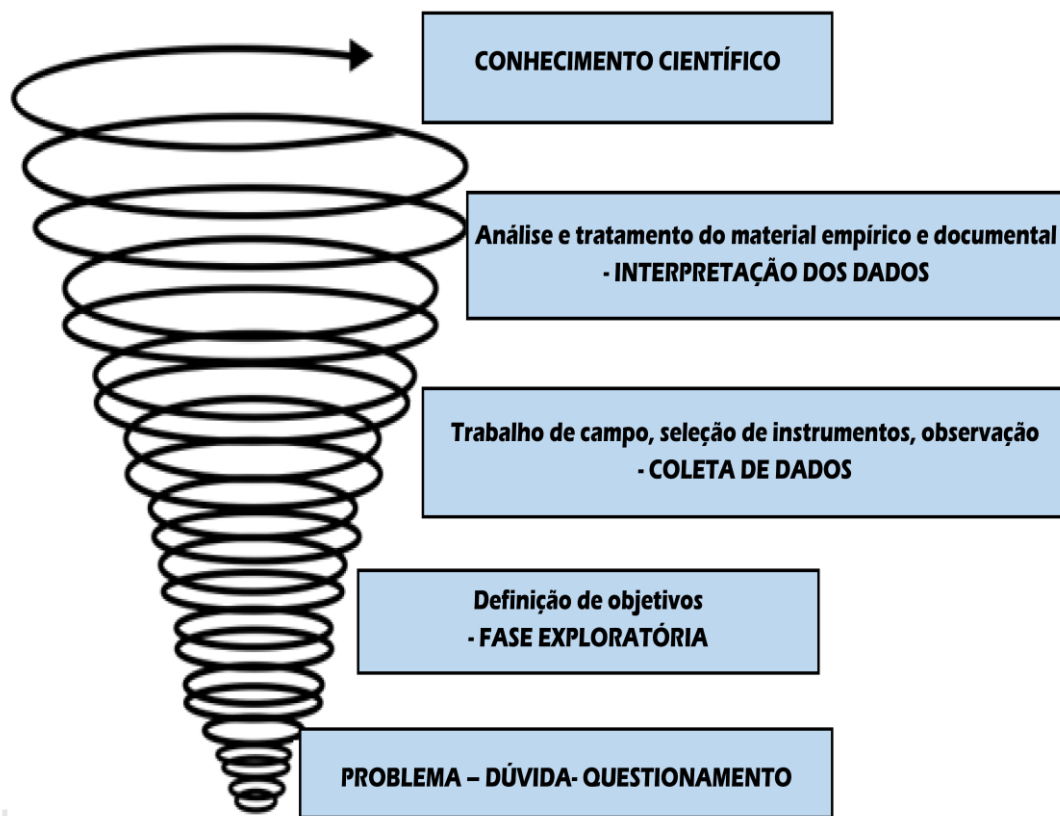 CONHECIMENTO CIENTÍFICO
Análise e tratamento do material empírico e documental
- INTERPRETAÇÃO DOS DADOS
Trabalho de campo, seleção de instrumentos, observação
- COLETA DE DADOS
Definição de objetivos
- FASE EXPLORATÓRIA
PROBLEMA – DÚVIDA- QUESTIONAMENTO